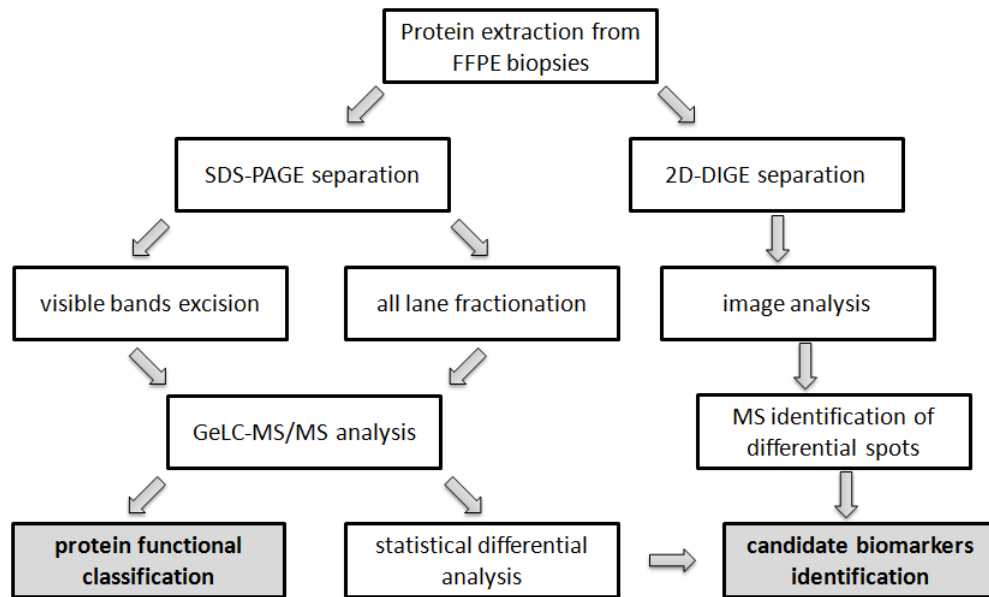 Protein extraction from
FFPE biopsies
SDS-PAGE separation
2D-DIGE separation
visible bands excision
all lane fractionation
image analysis
GeLC-MS/MS analysis
MS identification of
differential spots
protein functional
classification
statistical differential
analysis
candidate biomarkers
identification